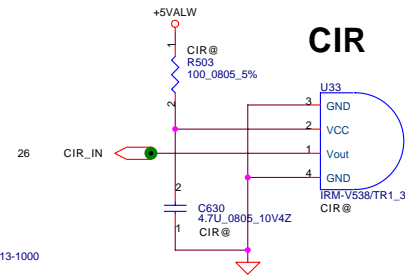 +5VALW
CIR
1
CIR@
R503
100_0805_5%
2
U33
3
GND
2
VCC
26
CIR_IN
1
Vout
4
GND
2
C630
4.7U_0805_10V4Z
1
CIR@
IRM-V538/TR1_3
CIR@
13-1000